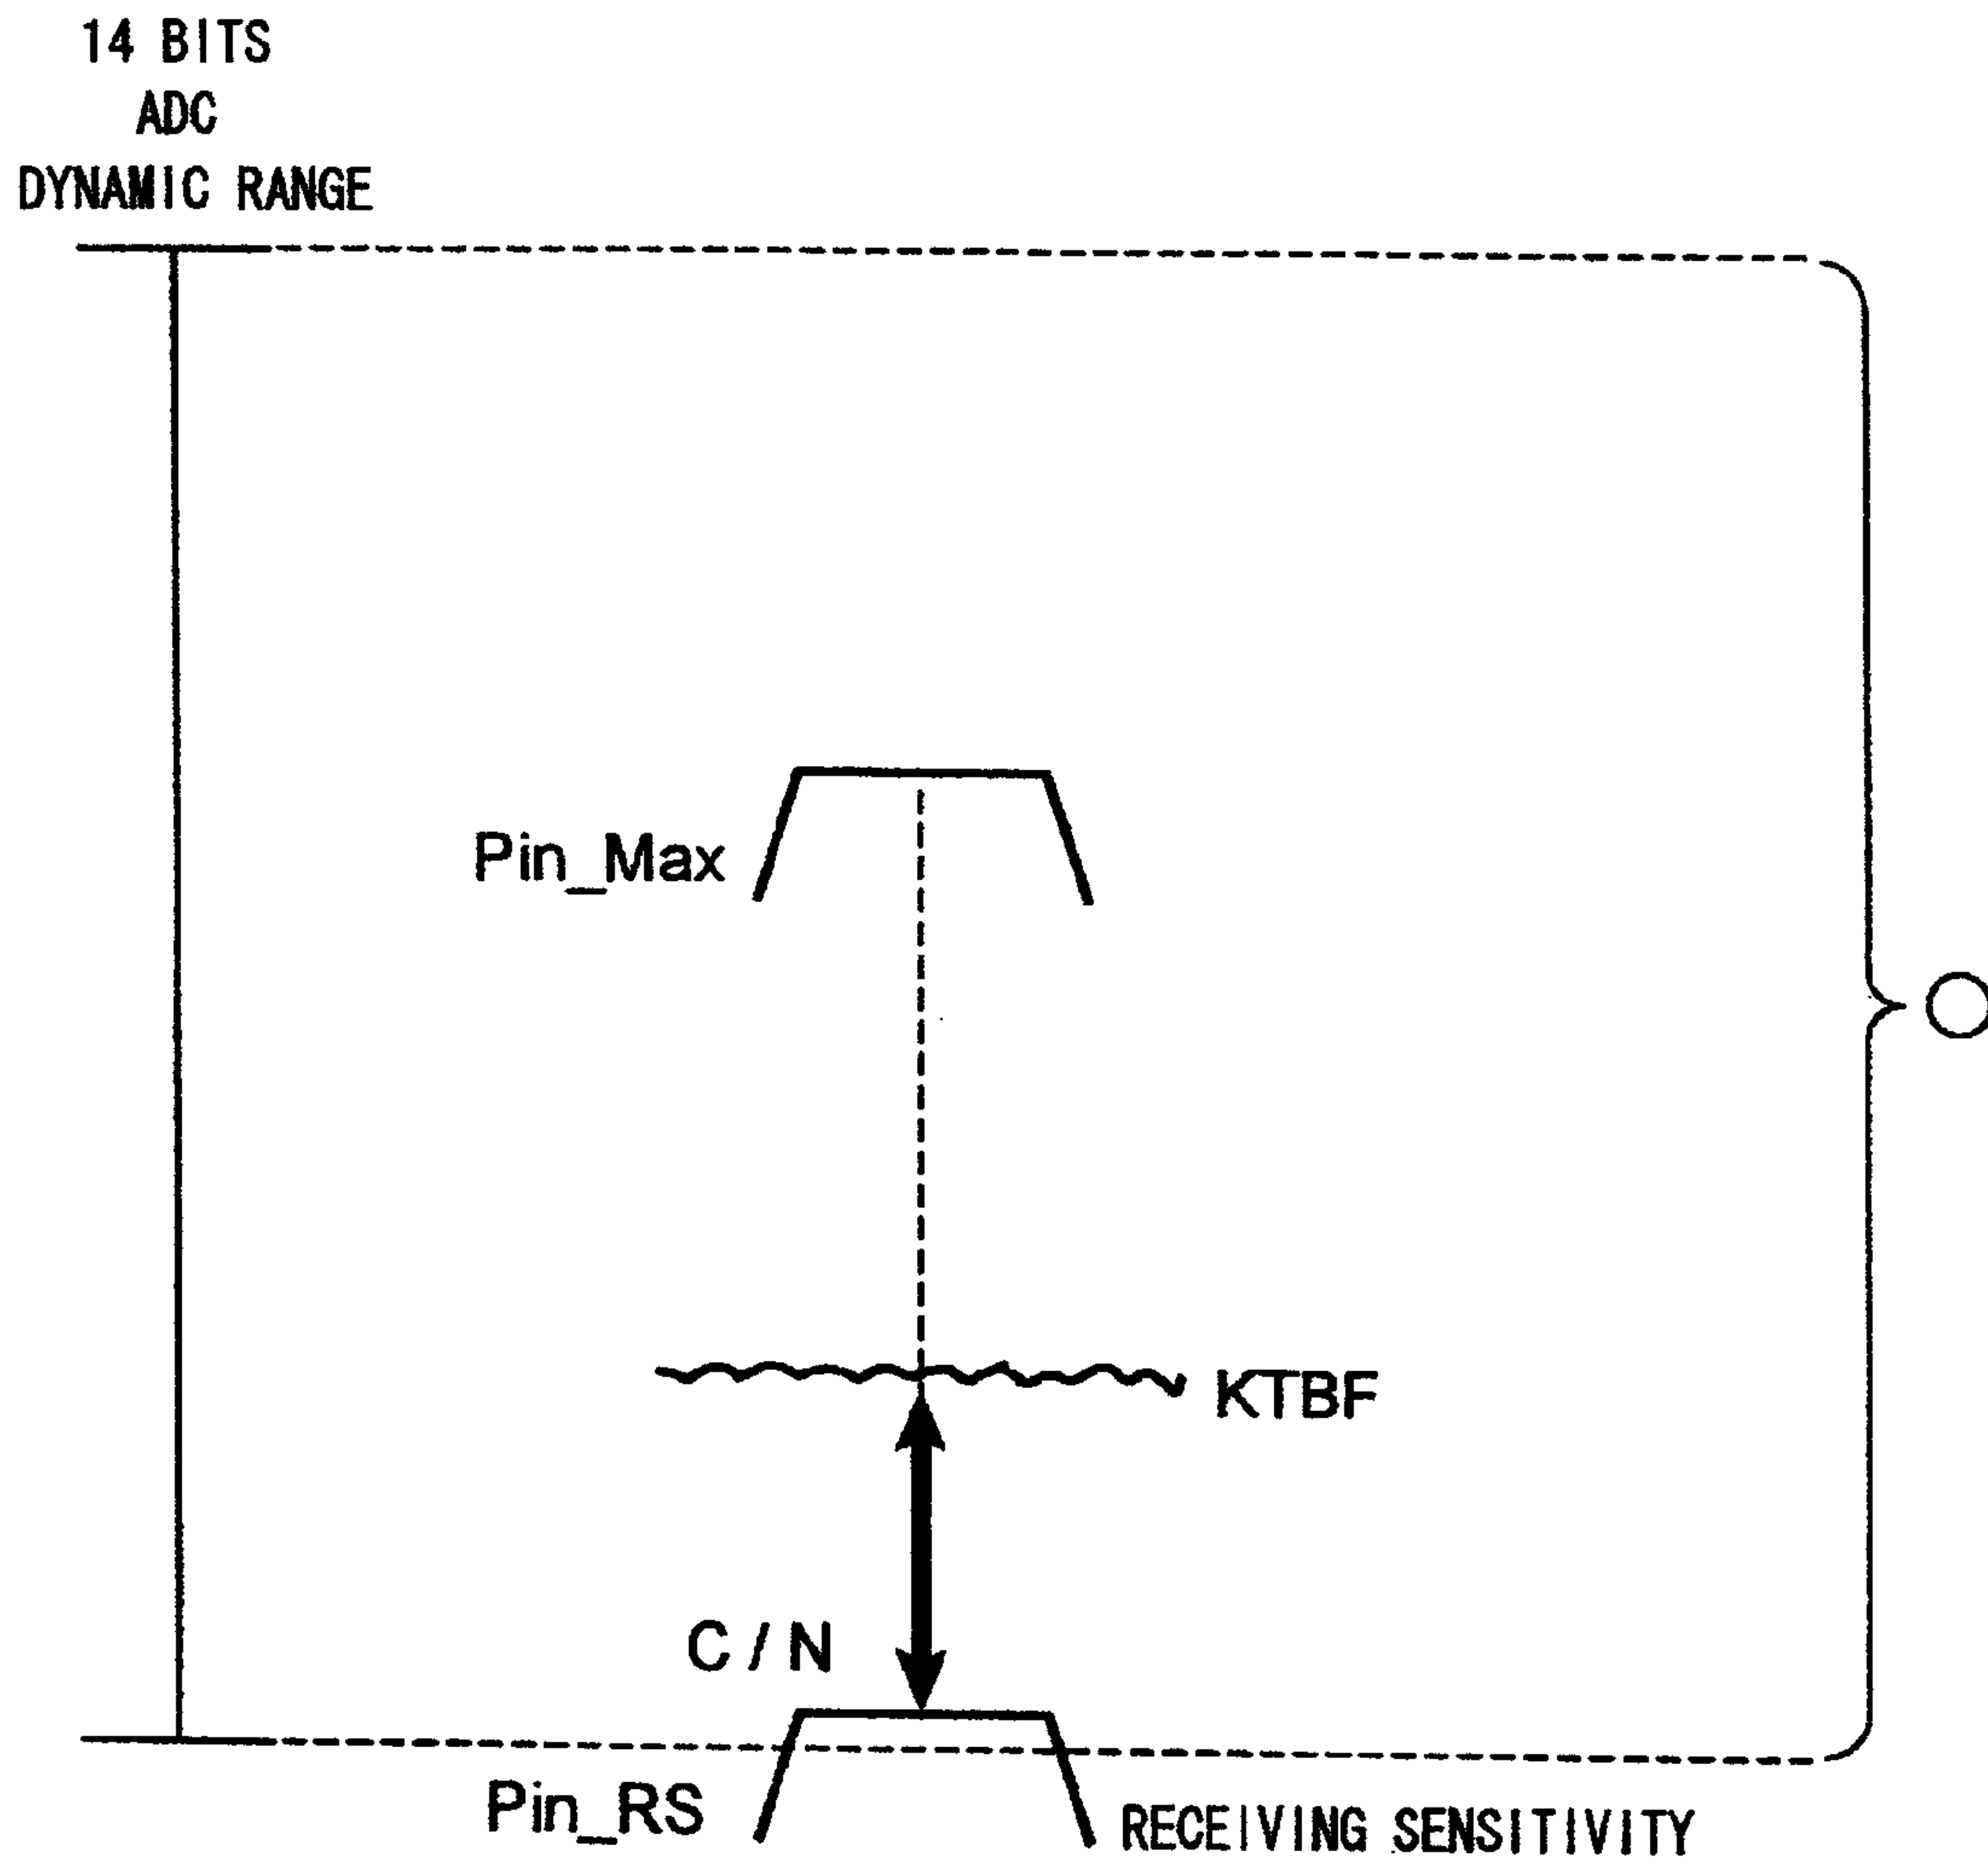 14 BITS
ADC
DYNAMIC RANGE
Pin_Max
KTBF
C/N
Pin_RS
RECEIVING SENSITIVITY